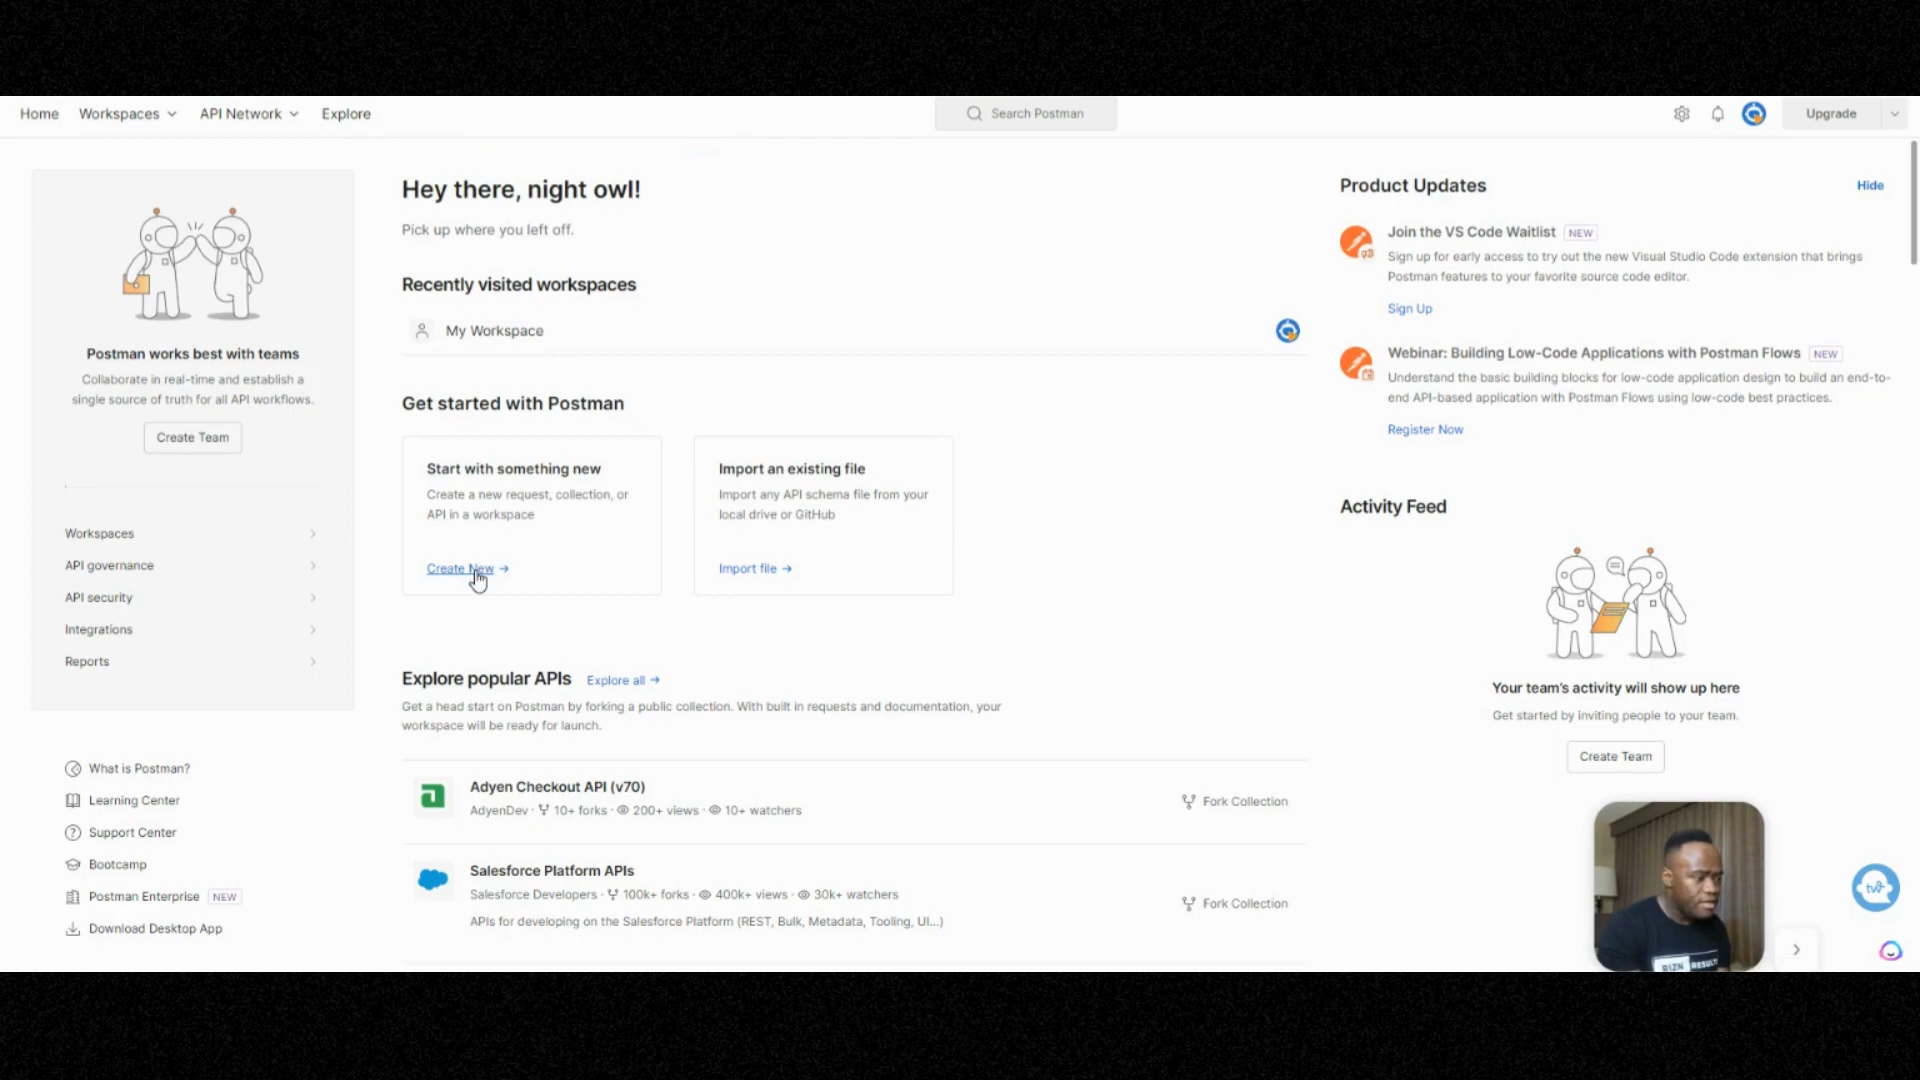 Home
Workspaces
API Network
Explore
Search Postman
Upgrade
Postman works best with teams
Collaborate in real-time and establish a
single source of truth for all API workflows.
Create Team
Workspaces
API governance
API security
Integrations
Reports
What is Postman?
Learning Center
Support Center
Bootcamp
Postman Enterprise NEW
Download Desktop App
Hey there, night owl!
Pick up where you left off.
Recently visited workspaces
My Workspace
Get started with Postman
Start with something new
Create a new request, collection, or
API in a workspace
Create New →
Import an existing file
Import any API schema file from your
local drive or GitHub
Import file →
Explore popular APIs Explore all →
Get a head start on Postman by forking a public collection. With built in requests and documentation, your
workspace will be ready for launch.
Adyen Checkout API (v70)
AdyenDev · 10+ forks · 200+ views · 10+ watchers
Fork Collection
Salesforce Platform APIs
Salesforce Developers · 100k+ forks · 400k+ views · 30k+ watchers
APIs for developing on the Salesforce Platform (REST, Bulk, Metadata, Tooling, UI...)
Fork Collection
Product Updates
Hide
Join the VS Code Waitlist NEW
Sign up for early access to try out the new Visual Studio Code extension that brings
Postman features to your favorite source code editor.
Sign Up
Webinar: Building Low-Code Applications with Postman Flows NEW
Understand the basic building blocks for low-code application design to build an end-to-
end API-based application with Postman Flows using low-code best practices.
Register Now
Activity Feed
Your team's activity will show up here
Get started by inviting people to your team.
Create Team
RIZN RESULT